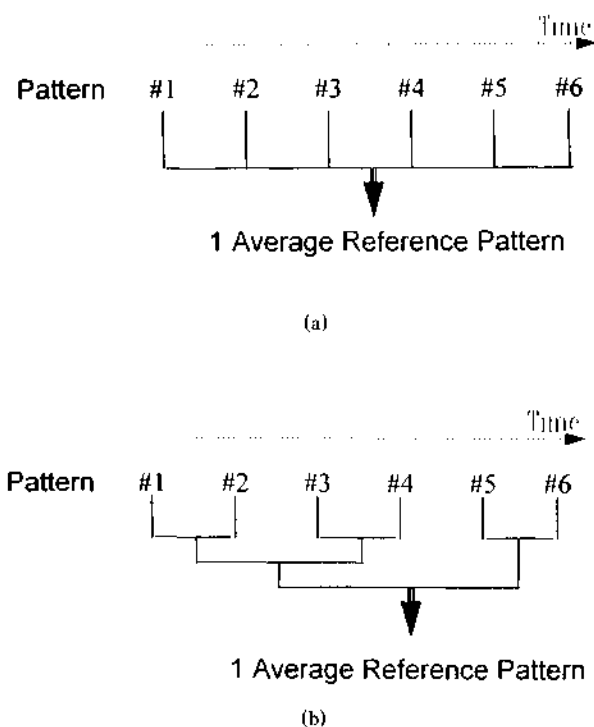 Time
Pattern #1 #2 #3 #4 #5 #6
1 Average Reference Pattern
(a)
Time
Pattern #1 #2 #3 #4 #5 #6
1 Average Reference Pattern
(b)